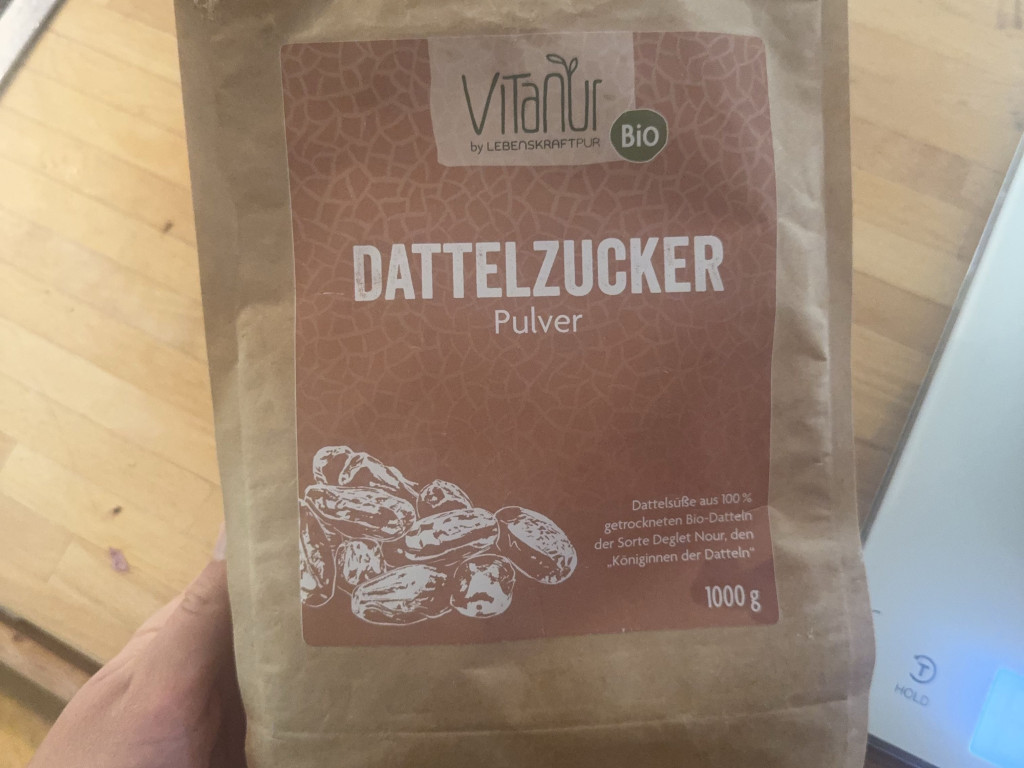 VITaNUr
by LEBENSKRAFTPUR
Bio
DATTELZUCKER
Pulver
Dattelsüße aus 100 %
getrockneten Bio-Datteln
der Sorte Deglet Nour, den
„Königinnen der Datteln“
1000 g
HOLD